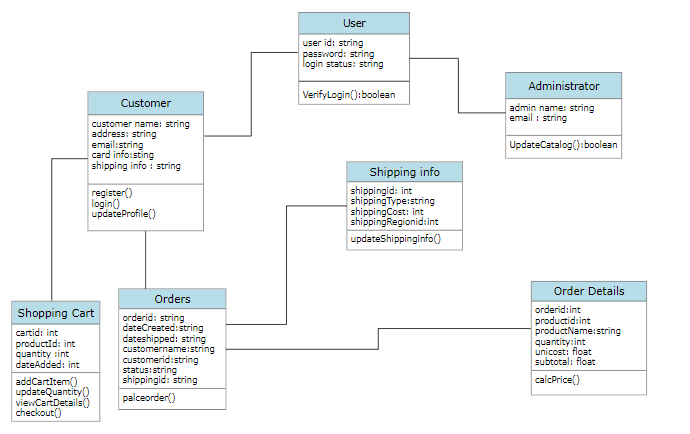 User
user id: string
password: string
login status: string
VerifyLogin():boolean
Administrator
admin name: string
email : string
UpdateCatalog():boolean
Customer
customer name: string
address: string
email:string
card info:sting
shipping info : string
register()
login()
updateProfile()
Shipping info
shippingid: int
shippingType:string
shippingCost: int
shippingRegionid:int
updateShippinginfo()
Shopping Cart
cartid: int
productId: int
quantity :int
dateAdded: int
addCartItem()
updateQuantity()
viewCartDetails()
checkout()
Orders
orderid: string
dateCreated:string
dateshipped: string
customername:string
customerid:string
status:string
shippingid: string
palceorder()
Order Details
orderid:int
productid:int
productName:string
quantity:int
unicost: float
subtotal: float
calcPrice()